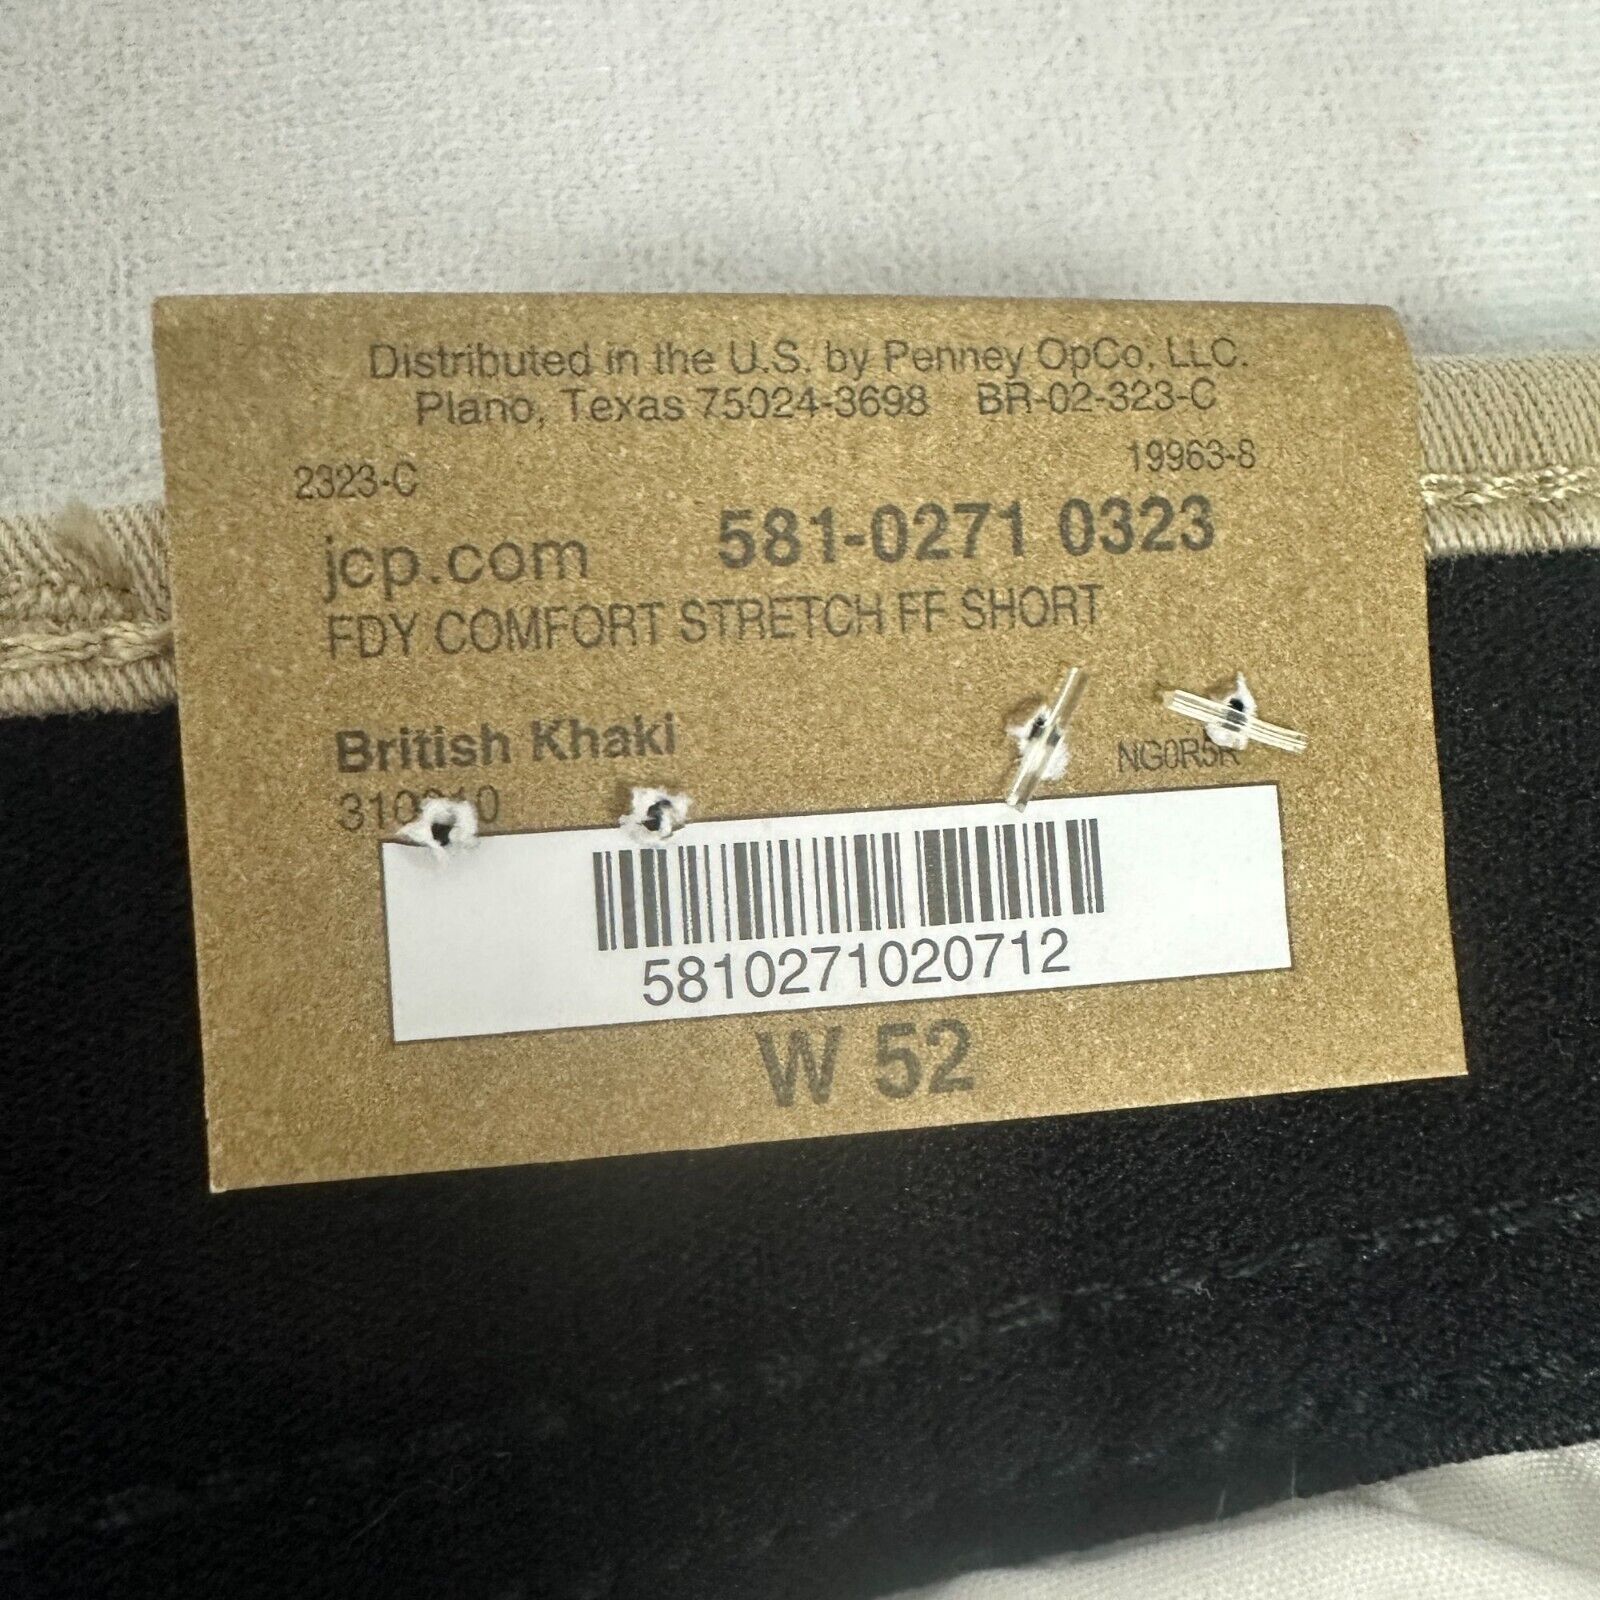 Distributed in the U.S. by Penney OpCo, LLC.
Plano, Texas 75024-3698 BR-02-323-C
2323-C 19963-8
jcp.com 581-0271 0323
FDY COMFORT STRETCH FF SHORT
British Khaki
NG0R5R
5810271020712
W 52